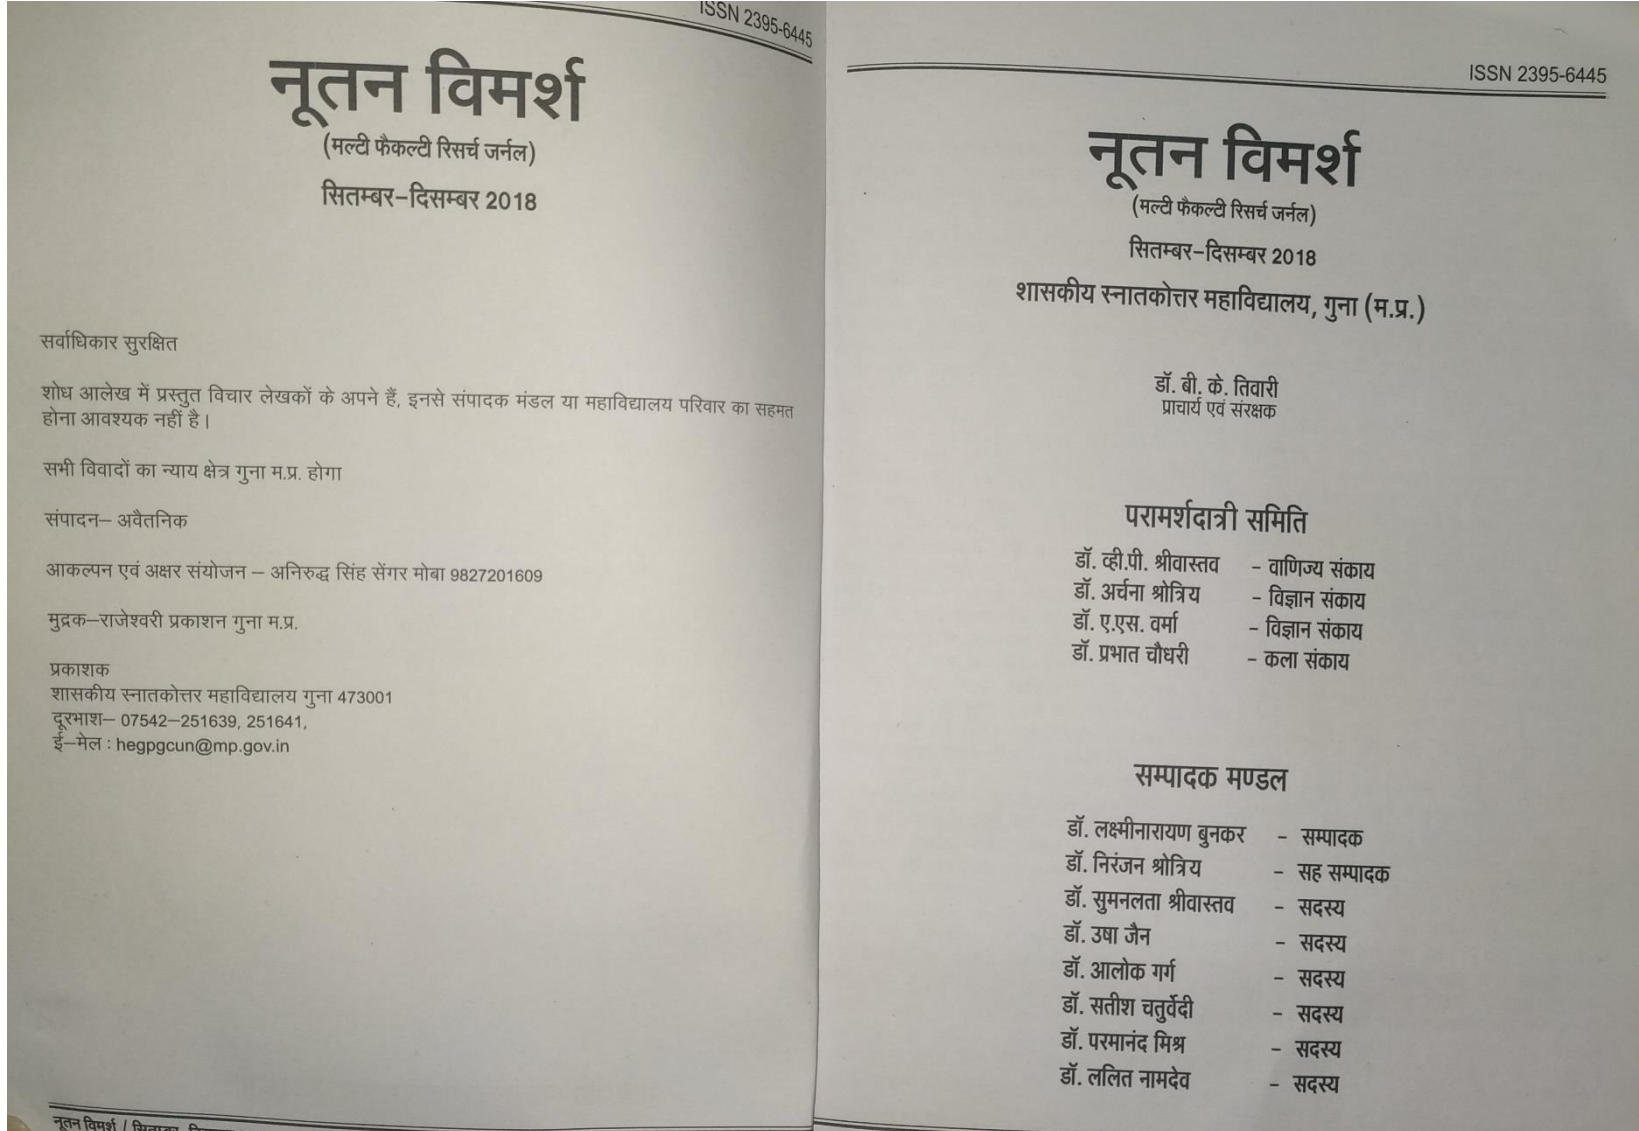 ISSN 2395-6445
नूतन विमर्श
(मल्टी फैकल्टी रिसर्च जर्नल)
सितम्बर–दिसम्बर 2018
सर्वाधिकार सुरक्षित
शोध आलेख में प्रस्तुत विचार लेखकों के अपने हैं, इनसे संपादक मंडल या महाविद्यालय परिवार का सहमत
होना आवश्यक नहीं है।
सभी विवादों का न्याय क्षेत्र गुना म.प्र. होगा
संपादन– अवैतनिक
आकल्पन एवं अक्षर संयोजन – अनिरुद्ध सिंह सेंगर मोबा 9827201609
मुद्रक–राजेश्वरी प्रकाशन गुना म.प्र.
प्रकाशक
शासकीय स्नातकोत्तर महाविद्यालय गुना 473001
दूरभाश– 07542–251639, 251641,
ई–मेल : hegpgcun@mp.gov.in
नूतन विमर्श / सितम्बर-
ISSN 2395-6445
नूतन विमर्श
(मल्टी फैकल्टी रिसर्च जर्नल)
सितम्बर–दिसम्बर 2018
शासकीय स्नातकोत्तर महाविद्यालय, गुना (म.प्र.)
डॉ. बी. के. तिवारी
प्राचार्य एवं संरक्षक
परामर्शदात्री समिति
डॉ. व्ही.पी. श्रीवास्तव – वाणिज्य संकाय
डॉ. अर्चना श्रोत्रिय – विज्ञान संकाय
डॉ. ए.एस. वर्मा – विज्ञान संकाय
डॉ. प्रभात चौधरी – कला संकाय
सम्पादक मण्डल
डॉ. लक्ष्मीनारायण बुनकर – सम्पादक
डॉ. निरंजन श्रोत्रिय – सह सम्पादक
डॉ. सुमनलता श्रीवास्तव – सदस्य
डॉ. उषा जैन – सदस्य
डॉ. आलोक गर्ग – सदस्य
डॉ. सतीश चतुर्वेदी – सदस्य
डॉ. परमानंद मिश्र – सदस्य
डॉ. ललित नामदेव – सदस्य